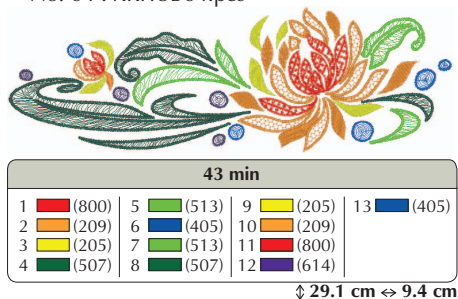 43 min
1 (800) 5 (513) 9 (205) 13 (405)
2 (209) 6 (405) 10 (209)
3 (205) 7 (513) 11 (800)
4 (507) 8 (507) 12 (614)
⇕ 29.1 cm ⇔ 9.4 cm